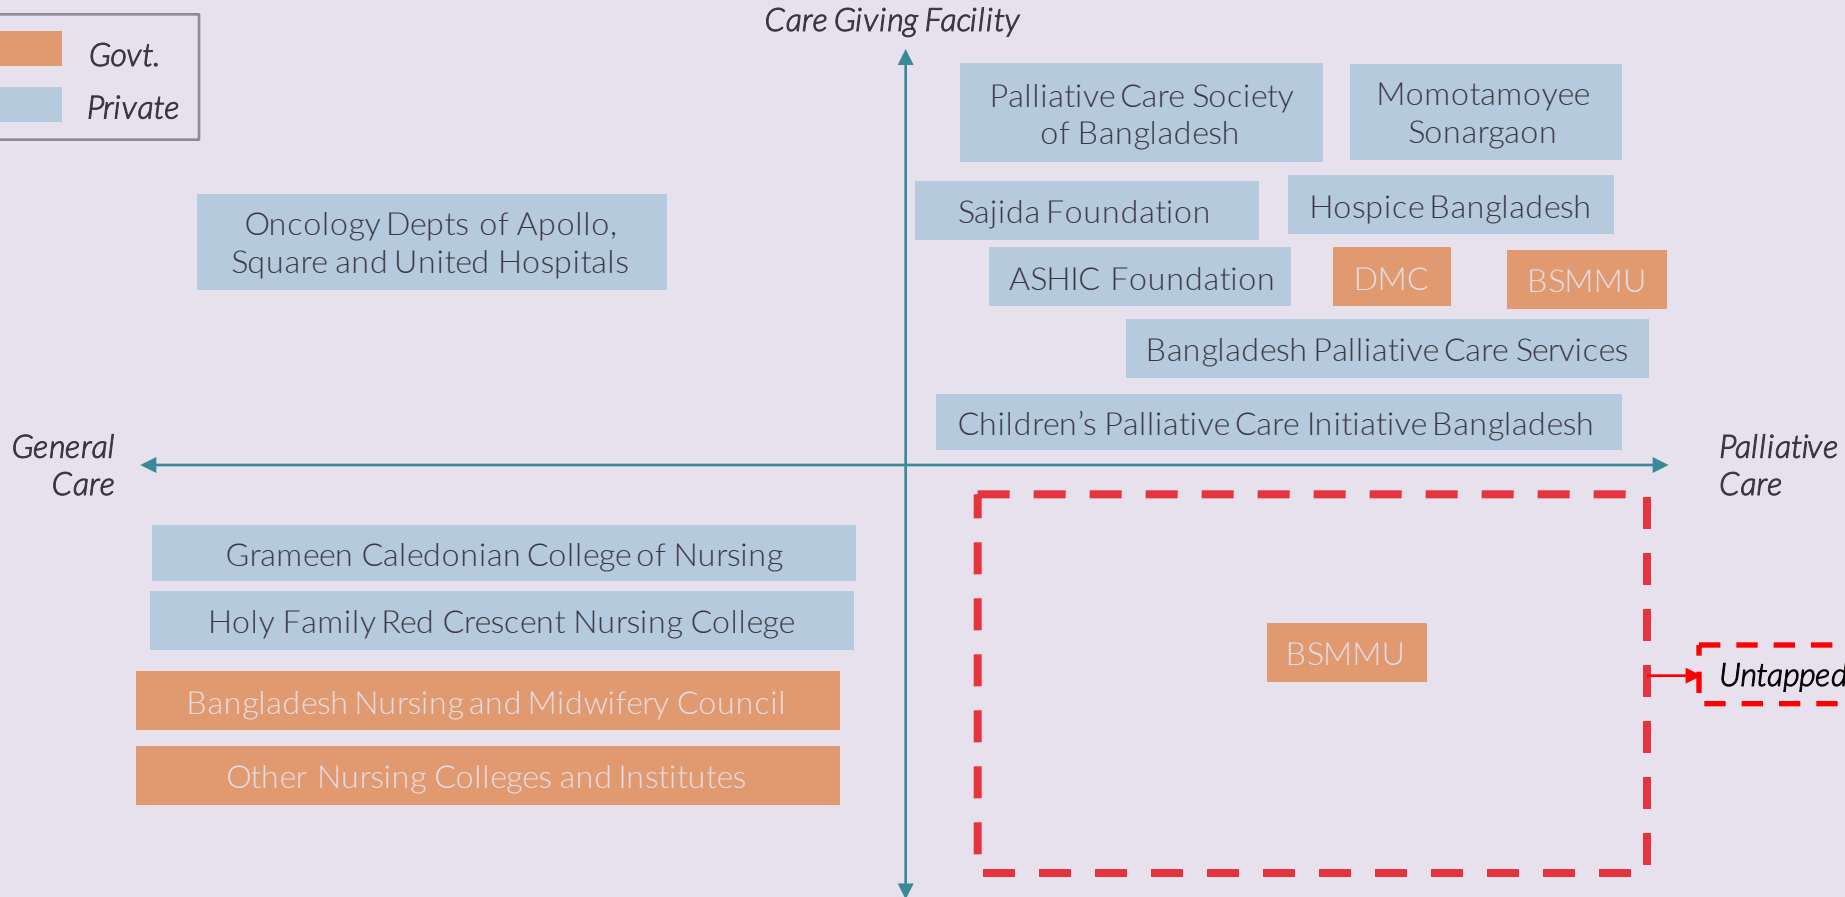 Care Giving Facility
Govt.
Private
Palliative Care Society
of Bangladesh
Momotamoyee
Sonargaon
Oncology Depts of Apollo,
Square and United Hospitals
Sajida Foundation
Hospice Bangladesh
ASHIC Foundation
DMC
BSMMU
Bangladesh Palliative Care Services
Children’s Palliative Care Initiative Bangladesh
General
Care
Palliative
Care
Grameen Caledonian College of Nursing
Holy Family Red Crescent Nursing College
Bangladesh Nursing and Midwifery Council
Other Nursing Colleges and Institutes
BSMMU
Untapped